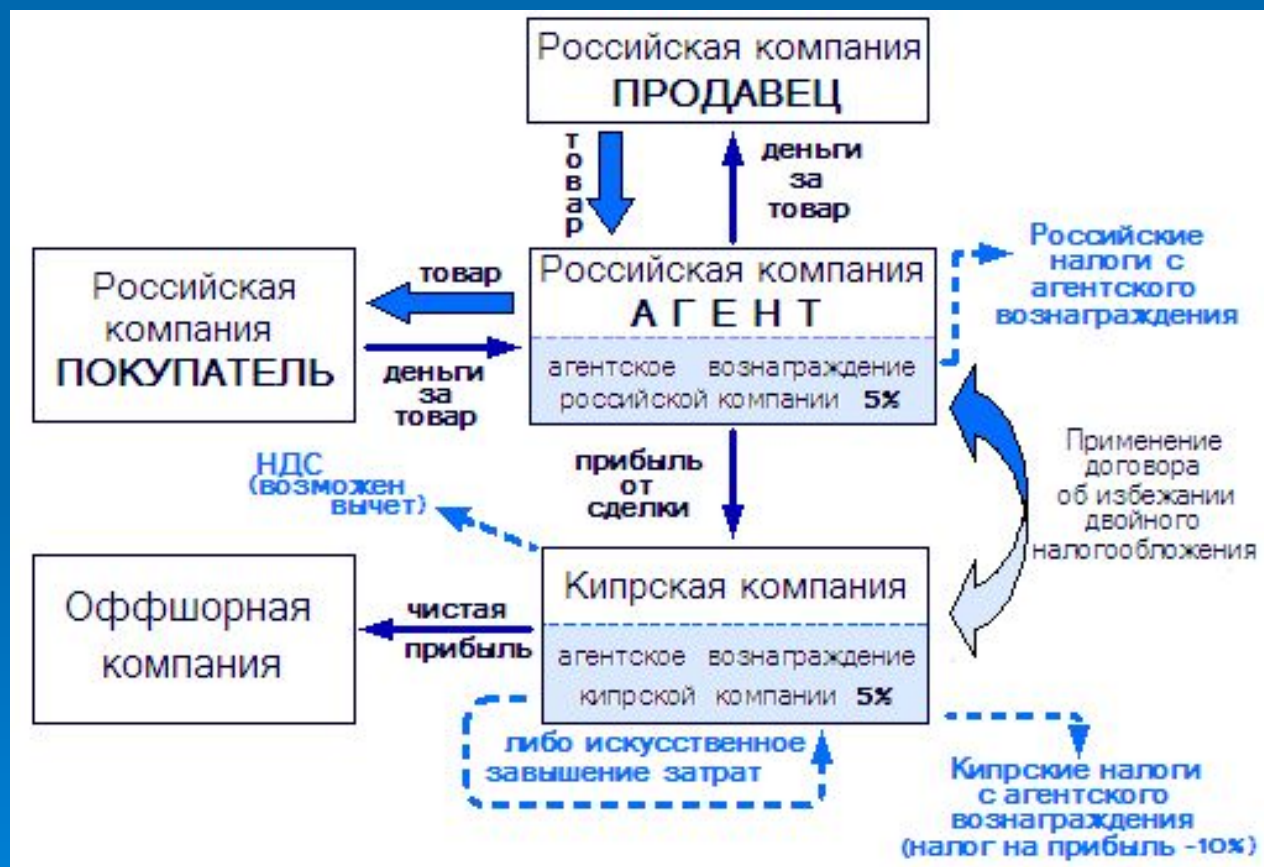 Российская компания
ПРОДАВЕЦ
товар
деньги
за
товар
Российская компания
ПОКУПАТЕЛЬ
товар
деньги
за
товар
Российская компания
АГЕНТ
агентское вознаграждение
российской компании 5%
Российские
налоги с
агентского
вознаграждения
НДС
(возможен
вычет)
прибыль
от
сделки
Применение
договора
об избежании
двойного
налогообложения
Оффшорная
компания
чистая
прибыль
Кипрская компания
агентское вознаграждение
кипрской компании 5%
либо искусственное
завышение затрат
Кипрские налоги
с агентского
вознаграждения
(налог на прибыль -10%)